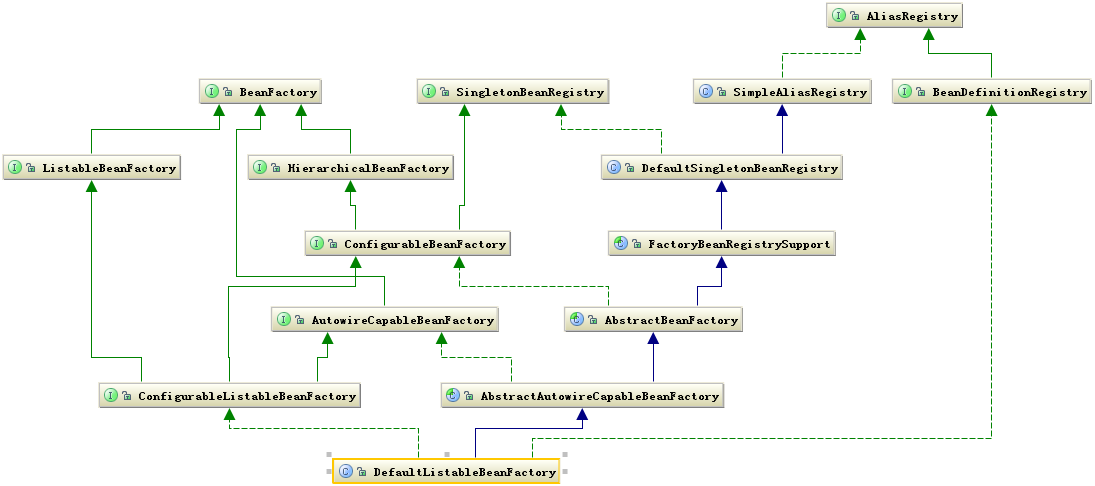 AliasRegistry
BeanFactory
SingletonBeanRegistry
SimpleAliasRegistry
BeanDefinitionRegistry
ListableBeanFactory
HierarchicalBeanFactory
DefaultSingletonBeanRegistry
ConfigurableBeanFactory
FactoryBeanRegistrySupport
AutowireCapableBeanFactory
AbstractBeanFactory
ConfigurableListableBeanFactory
AbstractAutowireCapableBeanFactory
DefaultListableBeanFactory